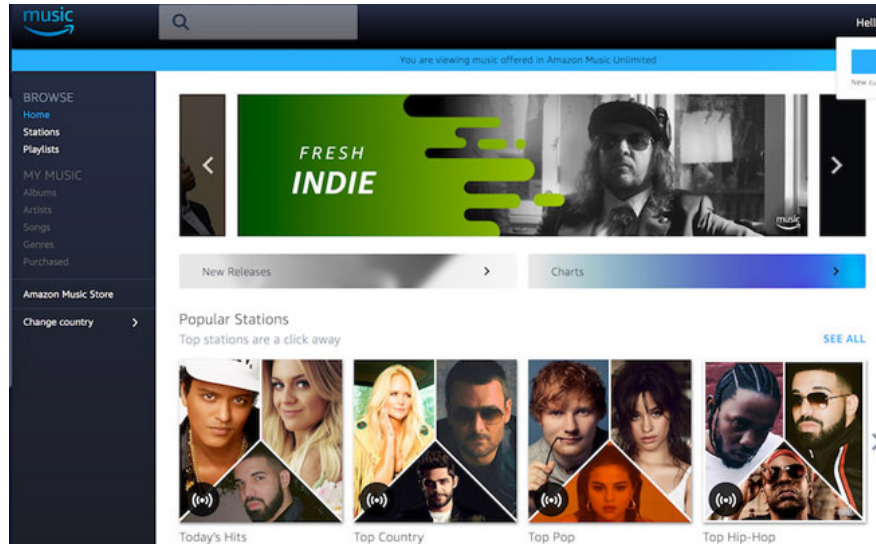 music
Hell
You are viewing music offered in Amazon Music Unlimited
New cu
BROWSE
Home
Stations
Playlists
MY MUSIC
Albums
Artists
Songs
Genres
Purchased
Amazon Music Store
Change country
FRESH
INDIE
music
New Releases
Charts
Popular Stations
Top stations are a click away
SEE ALL
Today's Hits
Top Country
Top Pop
Top Hip-Hop